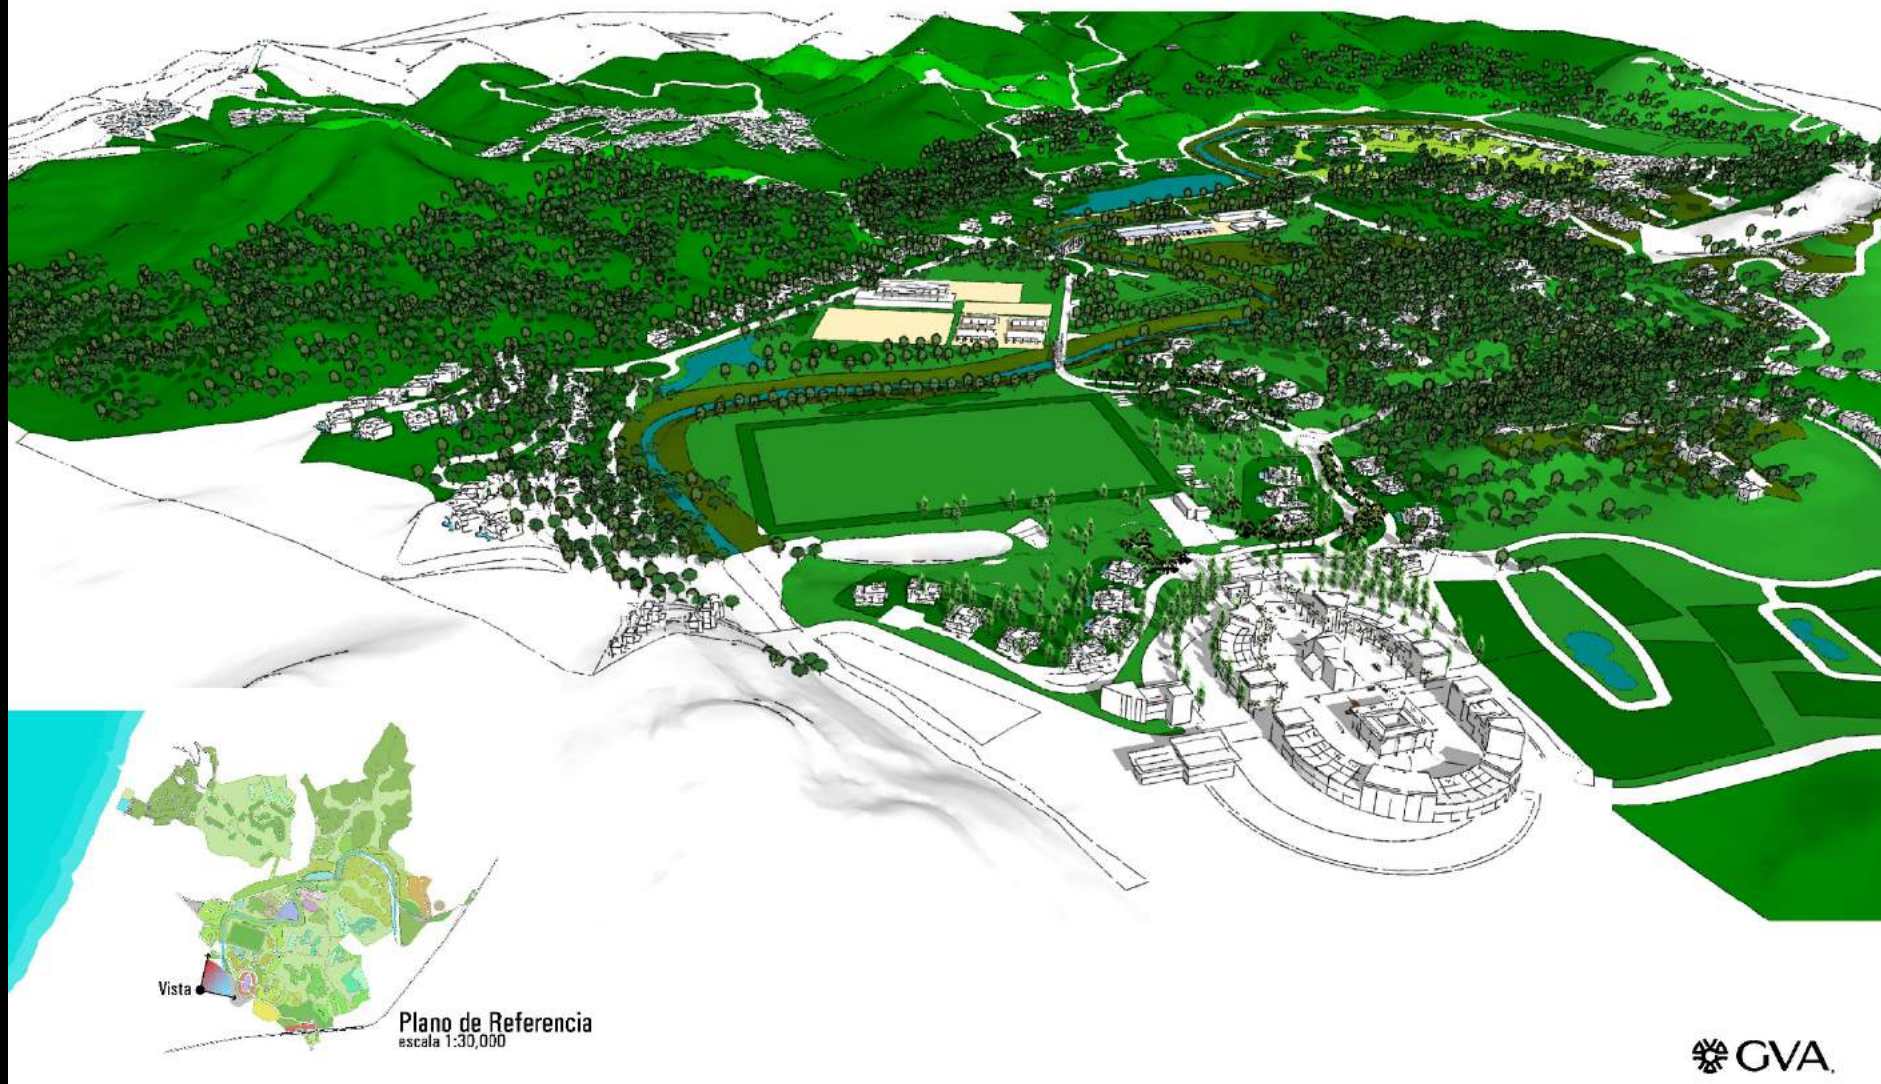 Vista
Plano de Referencia
escala 1:30,000
GVA.